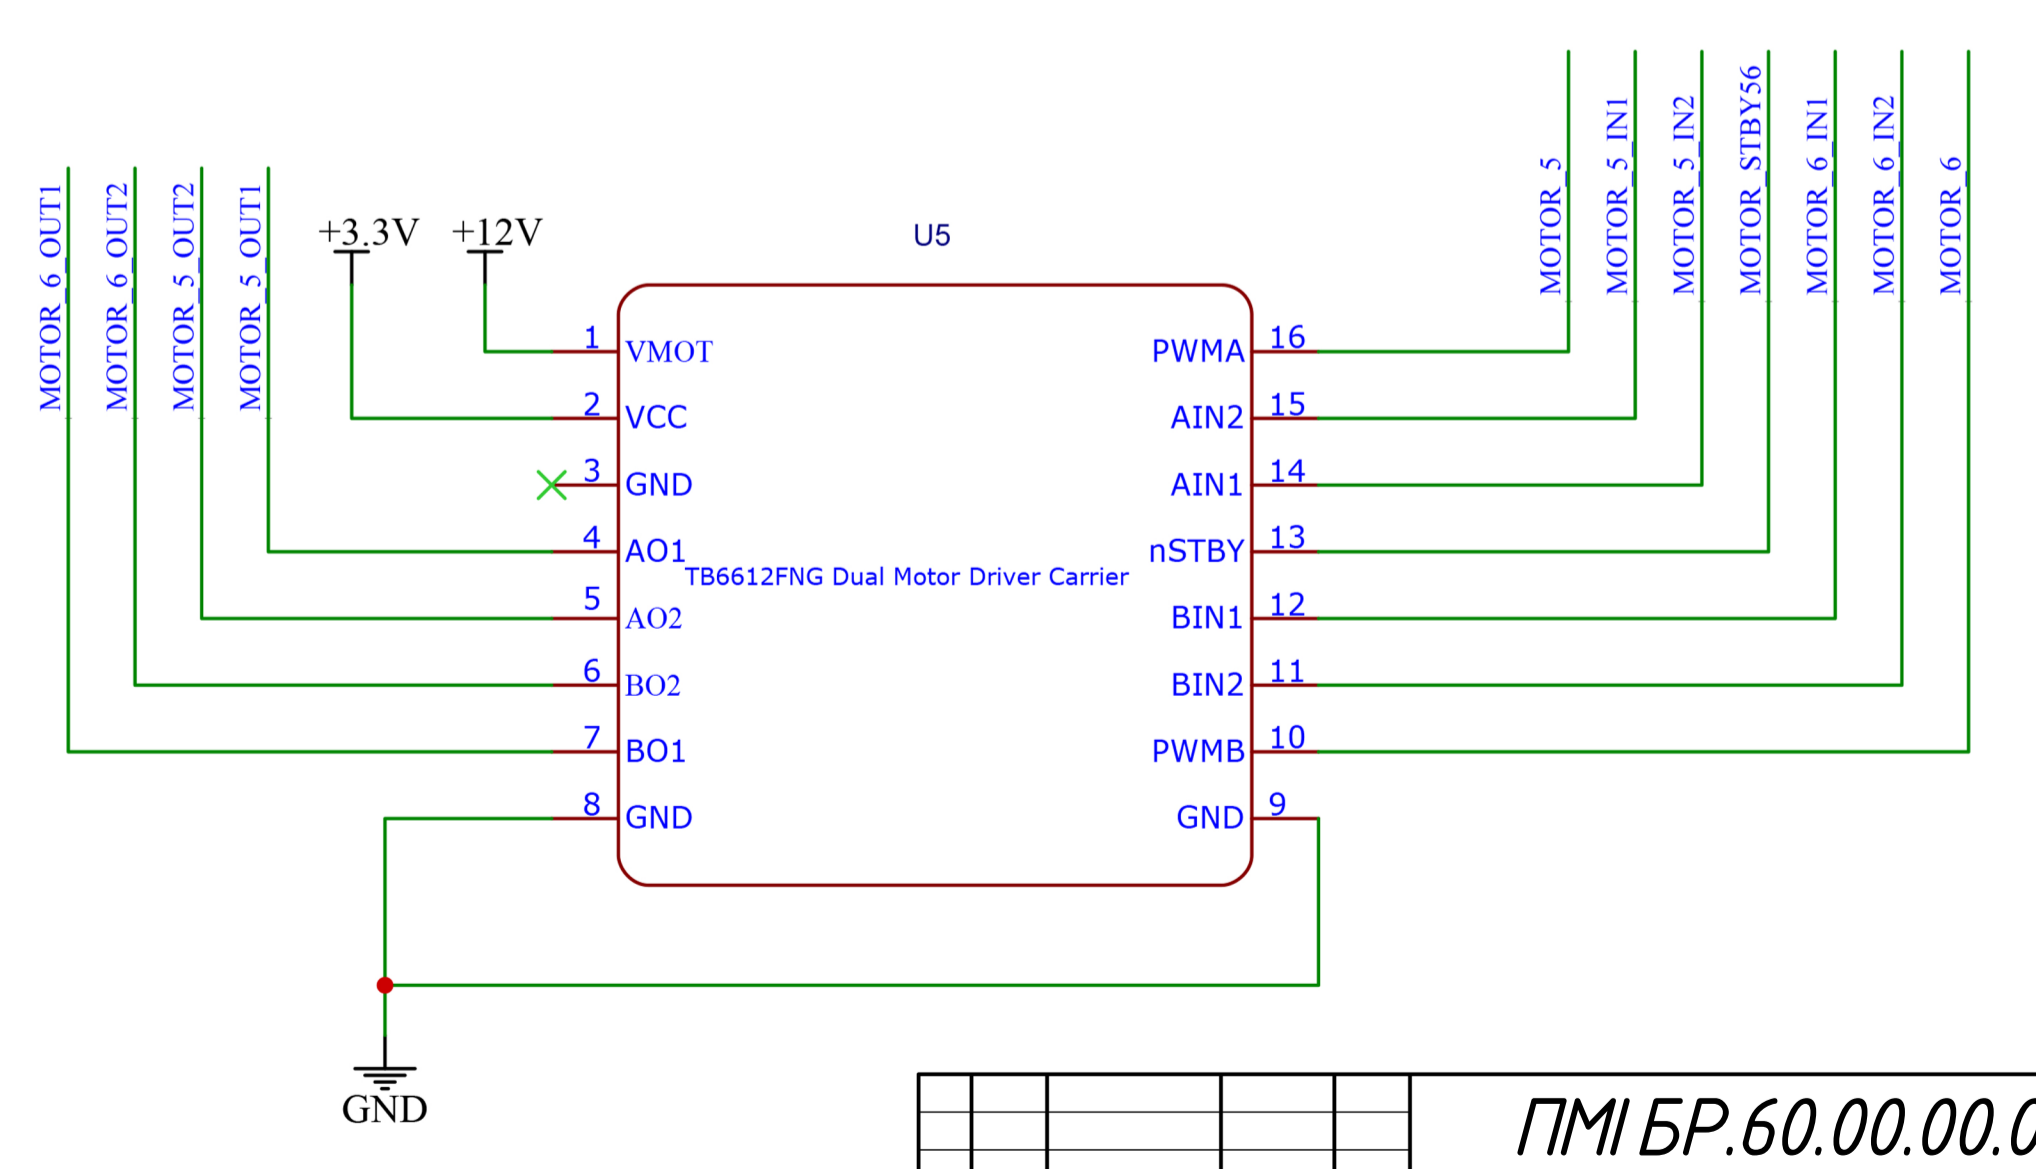 MOTOR_6_OUT1
MOTOR_6_OUT2
MOTOR_5_OUT2
MOTOR_5_OUT1
+3.3V
+12V
U5
MOTOR_5
MOTOR_5_IN1
MOTOR_5_IN2
MOTOR_STBY56
MOTOR_6_IN1
MOTOR_6_IN2
MOTOR_6
1 VMOT
2 VCC
3 GND
4 AO1
5 AO2
6 BO2
7 BO1
8 GND
TB6612FNG Dual Motor Driver Carrier
PWMA 16
AIN2 15
AIN1 14
nSTBY 13
BIN1 12
BIN2 11
PWMB 10
GND 9
GND
ПМІ БР.60.00.00.0